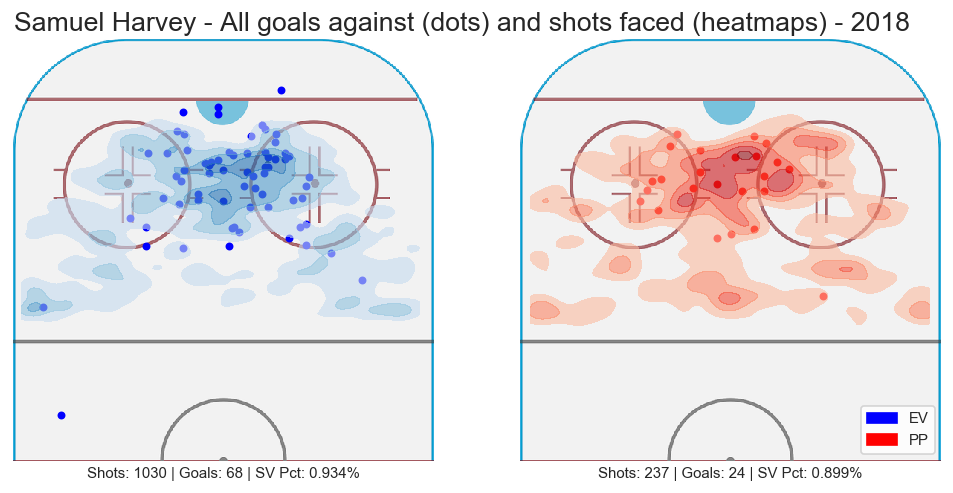 Samuel Harvey - All goals against (dots) and shots faced (heatmaps) - 2018
EV
PP
Shots: 1030 | Goals: 68 | SV Pct: 0.934%
Shots: 237 | Goals: 24 | SV Pct: 0.899%